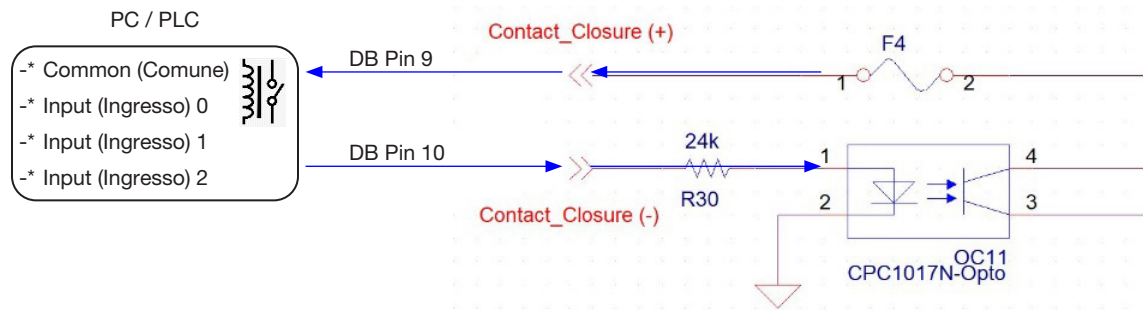 PC / PLC
-* Common (Comune)
-* Input (Ingresso) 0
-* Input (Ingresso) 1
-* Input (Ingresso) 2
DB Pin 9
DB Pin 10
Contact_Closure (+)
F4
1
2
24k
R30
Contact_Closure (-)
1
2
4
3
OC11
CPC1017N-Opto